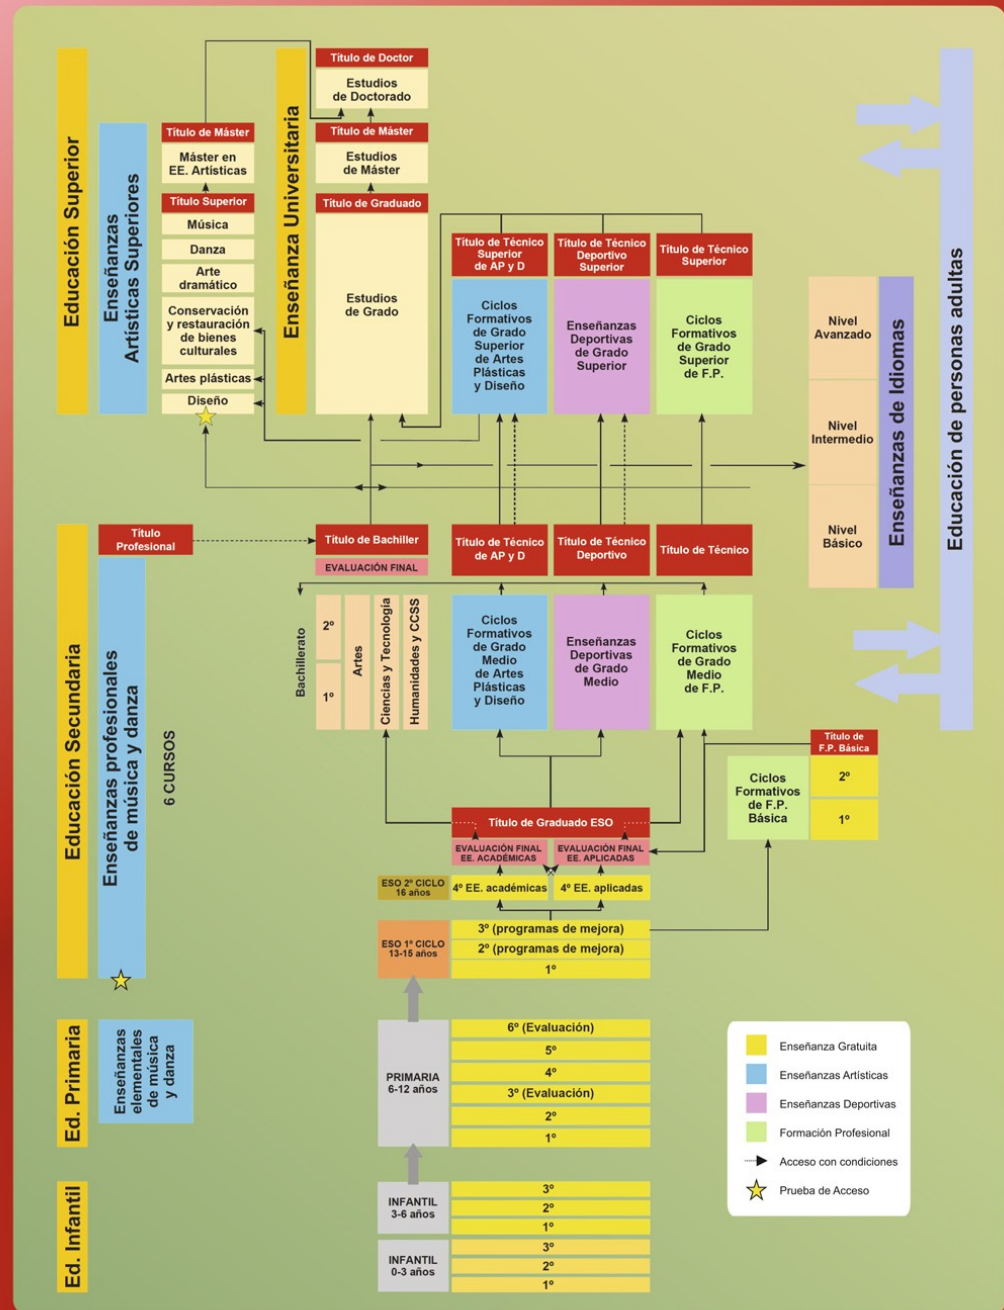 Educación Superior
Enseñanzas
Artísticas Superiores
Título de Máster
Máster en
EE. Artísticas
Título Superior
Música
Danza
Arte
dramático
Conservación
y restauración
de bienes
culturales
Artes plásticas
Diseño
Enseñanza Universitaria
Título de Doctor
Estudios
de Doctorado
Título de Máster
Estudios
de Máster
Título de Graduado
Estudios
de Grado
Título de Técnico
Superior
de AP y D
Ciclos
Formativos
de Grado
Superior
de Artes
Plásticas
y Diseño
Título de Técnico
Deportivo
Superior
Enseñanzas
Deportivas
de Grado
Superior
Título de Técnico
Superior
Ciclos
Formativos
de Grado
Superior
de F.P.
Nivel
Avanzado
Nivel
Intermedio
Nivel
Básico
Enseñanzas de Idiomas
Educación de personas adultas
Educación Secundaria
Título
Profesional
Enseñanzas profesionales
de música y danza
6 CURSOS
Título de Bachiller
EVALUACIÓN FINAL
Bachillerato
2º
1º
Artes
Ciencias y Tecnología
Humanidades y CCSS
Título de Técnico
de AP y D
Ciclos
Formativos
de Grado
Medio
de Artes
Plásticas
y Diseño
Título de Técnico
Deportivo
Enseñanzas
Deportivas
de Grado
Medio
Título de Técnico
Ciclos
Formativos
de Grado
Medio
de F.P.
Título de
F.P. Básica
Ciclos
Formativos
de F.P.
Básica
2º
1º
Título de Graduado ESO
EVALUACIÓN FINAL
EE. ACADÉMICAS
EVALUACIÓN FINAL
EE. APLICADAS
ESO 2º CICLO
16 años
4º EE. académicas
4º EE. aplicadas
ESO 1º CICLO
13-15 años
3º (programas de mejora)
2º (programas de mejora)
1º
Ed. Primaria
Enseñanzas
elementales
de música
y danza
PRIMARIA
6-12 años
6º (Evaluación)
5º
4º
3º (Evaluación)
2º
1º
Ed. Infantil
INFANTIL
3-6 años
3º
2º
1º
INFANTIL
0-3 años
3º
2º
1º
Enseñanza Gratuita
Enseñanzas Artísticas
Enseñanzas Deportivas
Formación Profesional
Acceso con condiciones
Prueba de Acceso